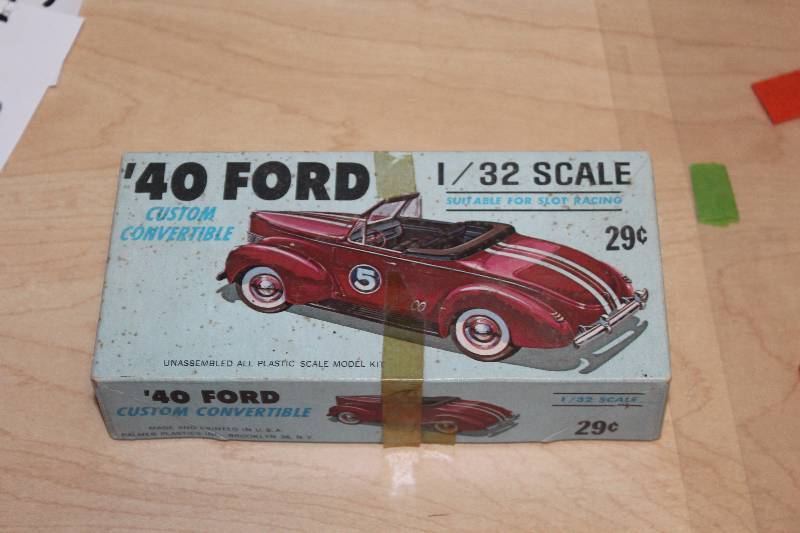 '40 FORD
CUSTOM
CONVERTIBLE
1/32 SCALE
SUITABLE FOR SLOT RACING
29¢
5
UNASSEMBLED ALL PLASTIC SCALE MODEL KIT
'40 FORD
CUSTOM CONVERTIBLE
MADE AND PRINTED IN U.S.A.
PALMER PLASTICS INC., BROOKLYN 36, N.Y.
1/32 SCALE
29¢